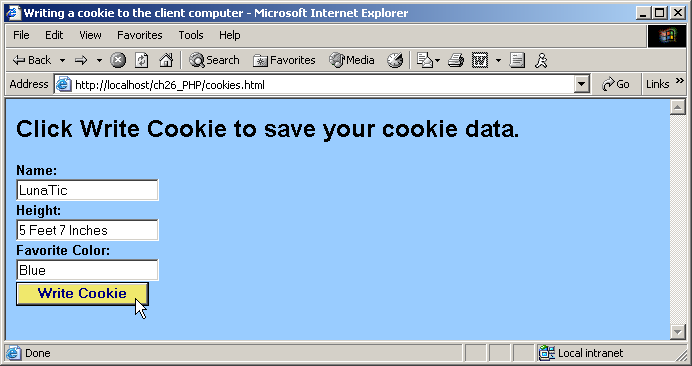 Writing a cookie to the client computer - Microsoft Internet Explorer
File Edit View Favorites Tools Help
Back Search Favorites Media W
Address http://localhost/ch26_PHP/cookies.html Go Links »
Click Write Cookie to save your cookie data.
Name:
LunaTic
Height:
5 Feet 7 Inches
Favorite Color:
Blue
Write Cookie
Done Local intranet